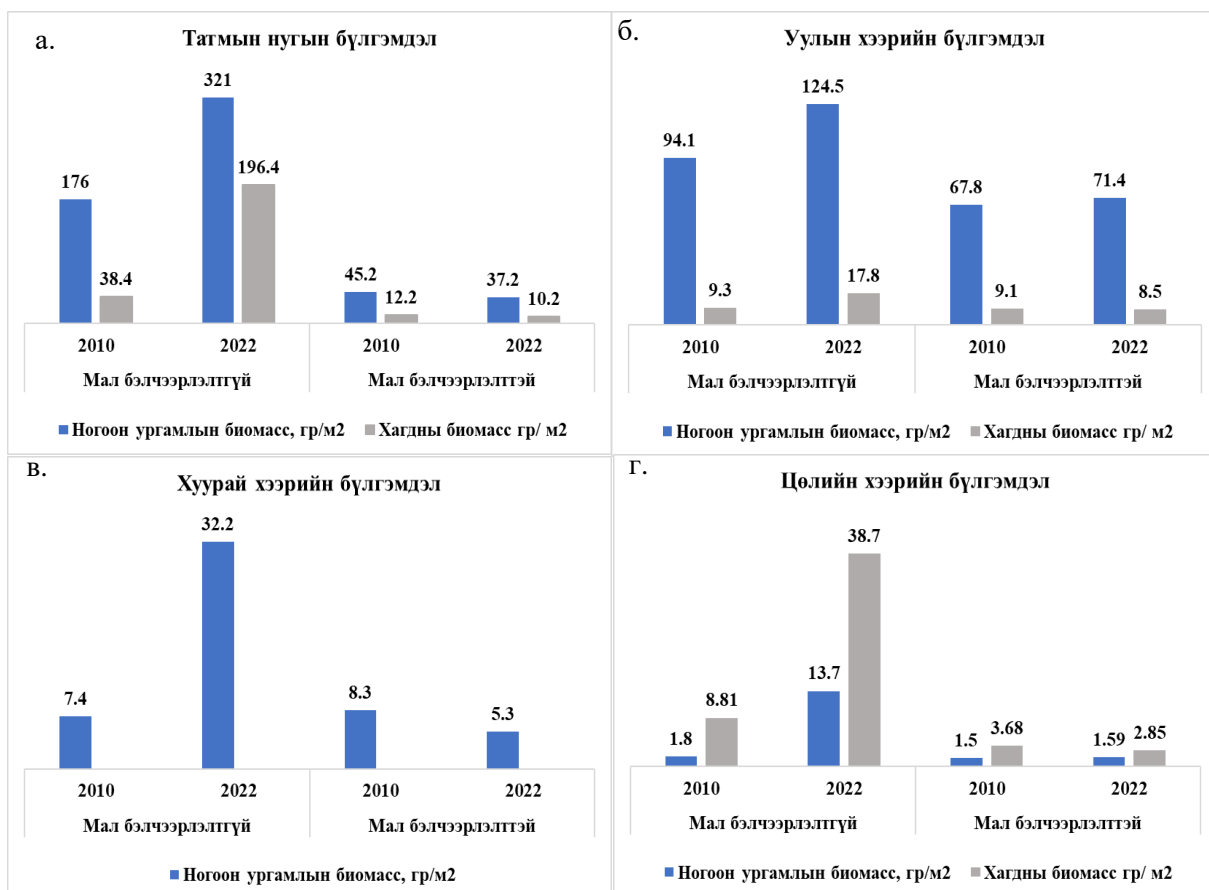 а.
Татмын нугын бүлгэмдэл
321
196.4
176
38.4
45.2
12.2
37.2
10.2
2010
2022
2010
2022
Мал бэлчээрлэлтгүй
Мал бэлчээрлэлттэй
Ногоон ургамлын биомасс, гр/м2
Хагдны биомасс гр/ м2
б.
Уулын хээрийн бүлгэмдэл
124.5
94.1
9.3
17.8
67.8
9.1
71.4
8.5
2010
2022
2010
2022
Мал бэлчээрлэлтгүй
Мал бэлчээрлэлттэй
Ногоон ургамлын биомасс, гр/м2
Хагдны биомасс гр/ м2
в.
Хуурай хээрийн бүлгэмдэл
32.2
7.4
8.3
5.3
2010
2022
2010
2022
Мал бэлчээрлэлтгүй
Мал бэлчээрлэлттэй
Ногоон ургамлын биомасс, гр/м2
г.
Цөлийн хээрийн бүлгэмдэл
38.7
13.7
1.8
8.81
1.5
3.68
1.59
2.85
2010
2022
2010
2022
Мал бэлчээрлэлтгүй
Мал бэлчээрлэлттэй
Ногоон ургамлын биомасс, гр/м2
Хагдны биомасс гр/ м2